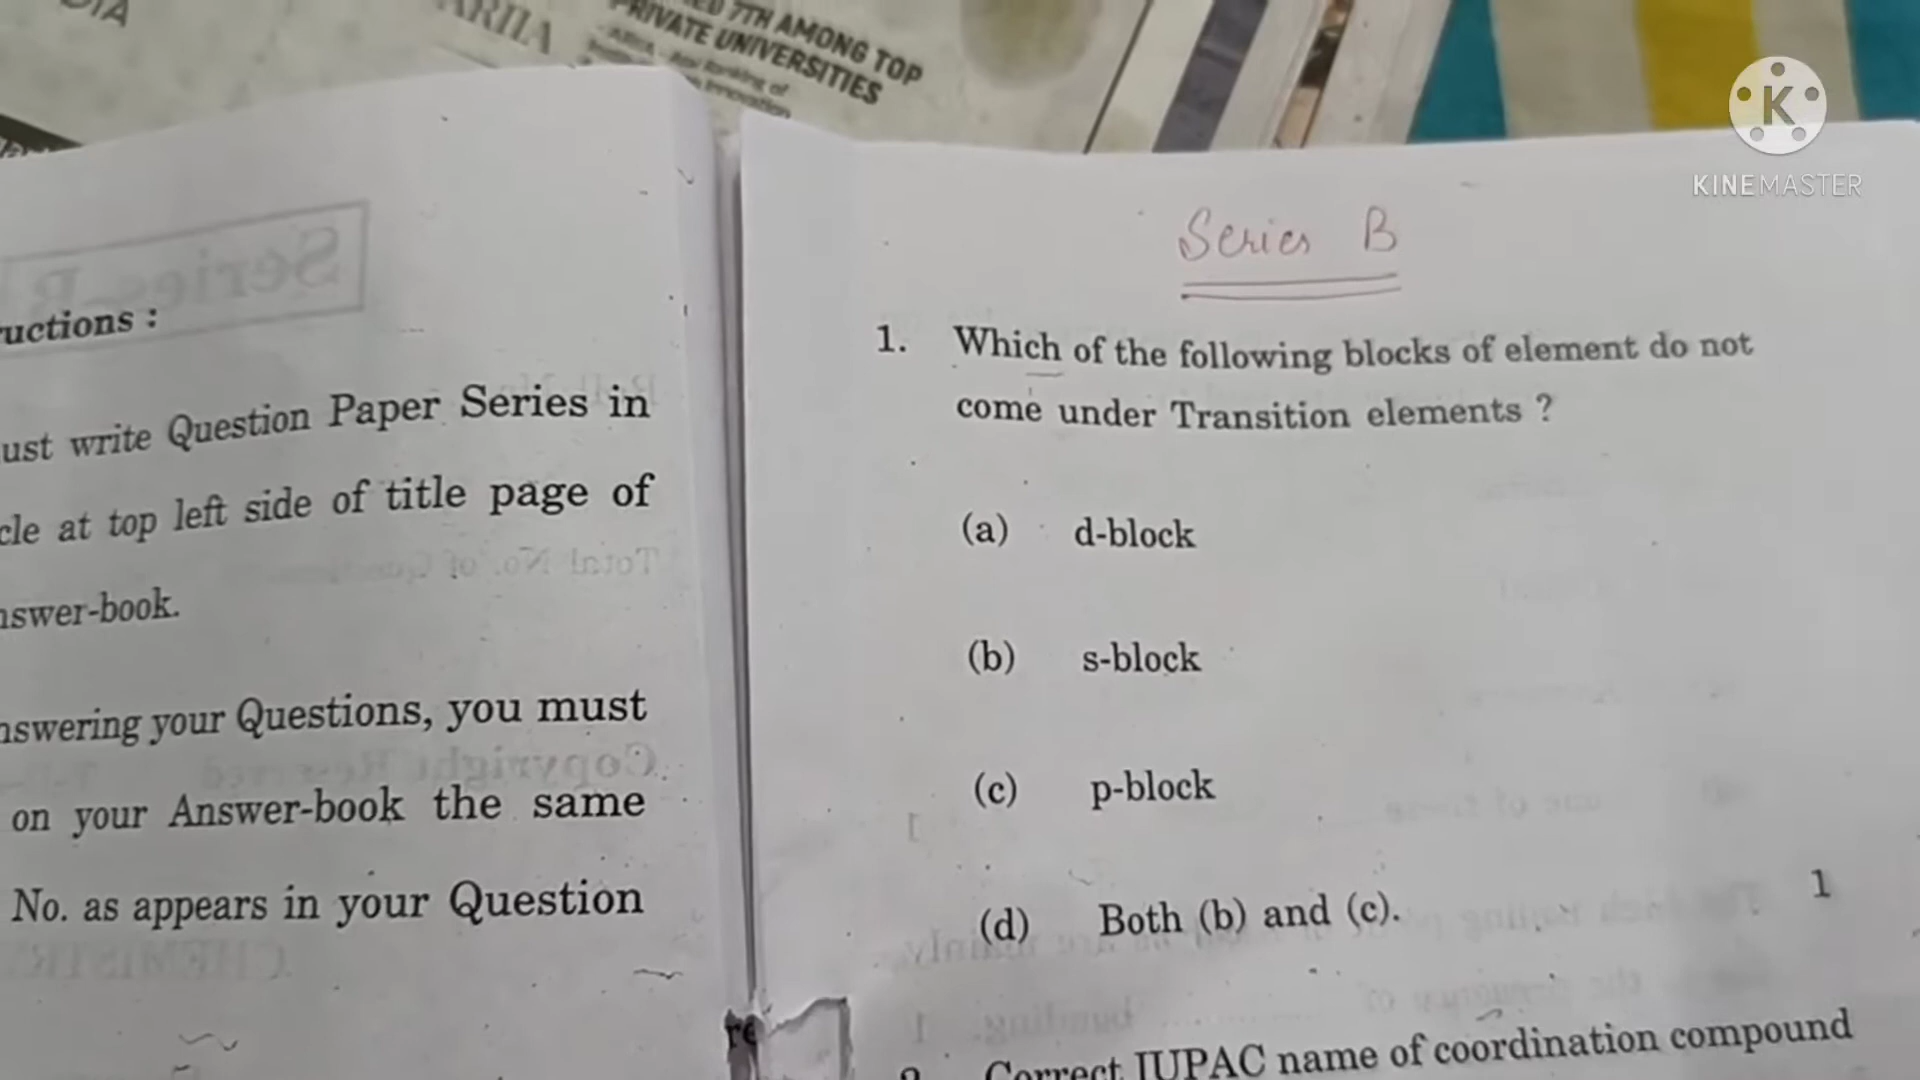 7TH AMONG TOP
PRIVATE UNIVERSITIES
K
KINEMASTER
Series B
uctions :
ust write Question Paper Series in
cle at top left side of title page of
nswer-book.
nswering your Questions, you must
on your Answer-book the same
No. as appears in your Question
1. Which of the following blocks of element do not
come under Transition elements ?
(a) d-block
(b) s-block
(c) p-block
(d) Both (b) and (c). 1
Correct IUPAC name of coordination compound